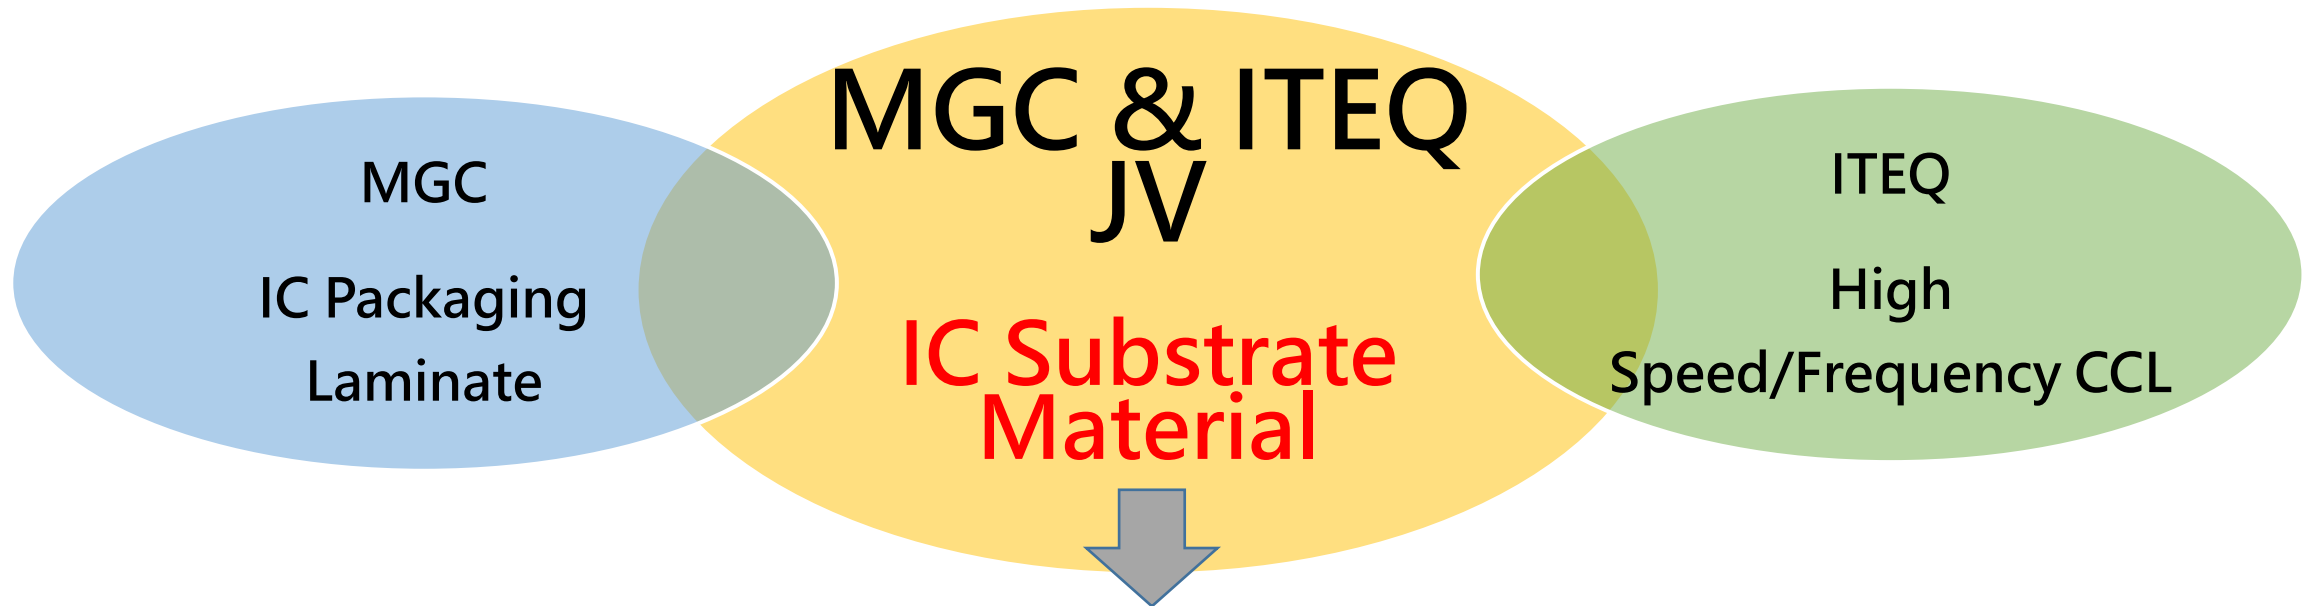 MGC
IC Packaging
Laminate
MGC & ITEQ
JV
IC Substrate
Material
ITEQ
High
Speed/Frequency CCL